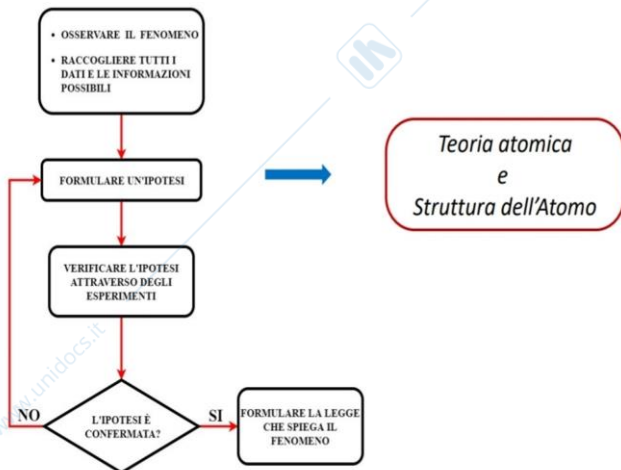 • OSSERVARE IL FENOMENO
• RACCOGLIERE TUTTI I
DATI E LE INFORMAZIONI
POSSIBILI
FORMULARE UN'IPOTESI
VERIFICARE L'IPOTESI
ATTRAVERSO DEGLI
ESPERIMENTI
L'IPOTESI È
CONFERMATA?
NO
SI
FORMULARE LA LEGGE
CHE SPIEGA IL
FENOMENO
Teoria atomica
e
Struttura dell'Atomo
www.unidocs.it